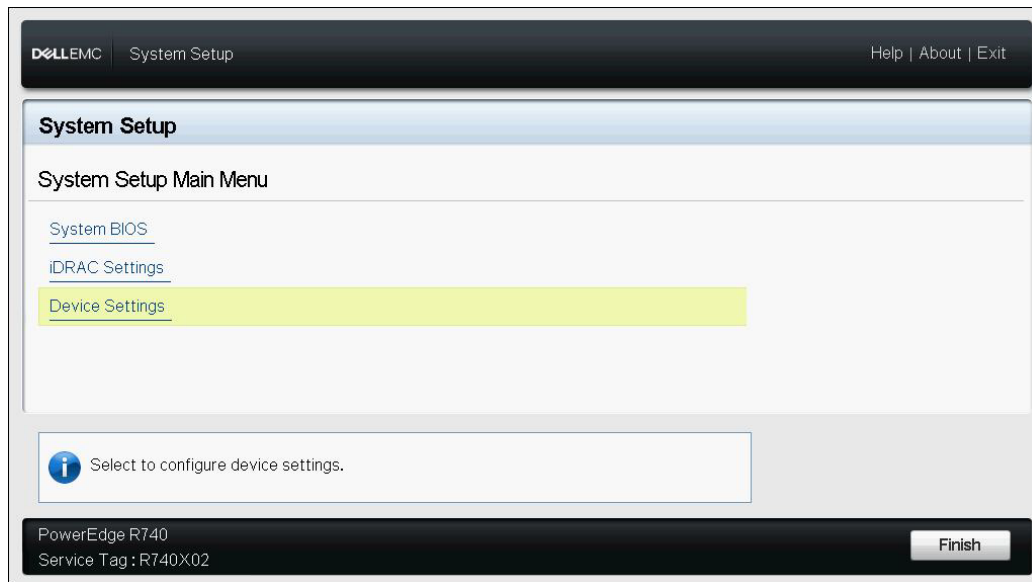 DELLEMC System Setup Help | About | Exit
System Setup
System Setup Main Menu
System BIOS
iDRAC Settings
Device Settings
Select to configure device settings.
PowerEdge R740
Service Tag : R740X02
Finish